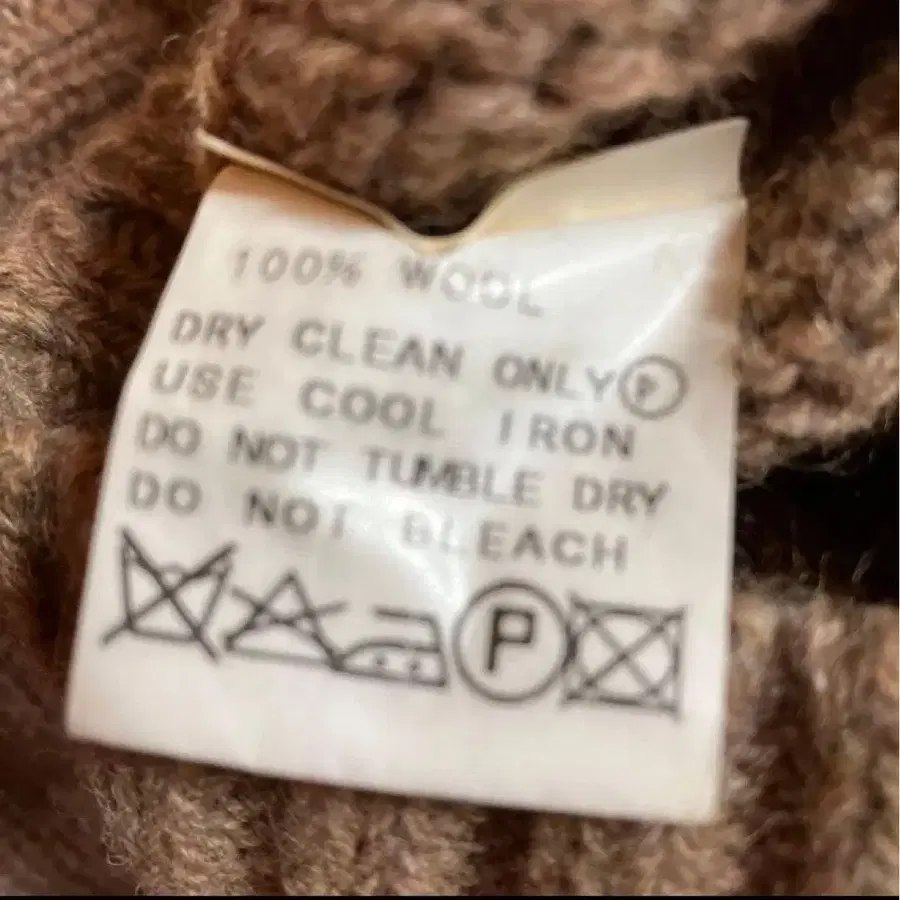 100% WOOL
DRY CLEAN ONLY Ⓟ
USE COOL IRON
DO NOT TUMBLE DRY
DO NOT BLEACH
P